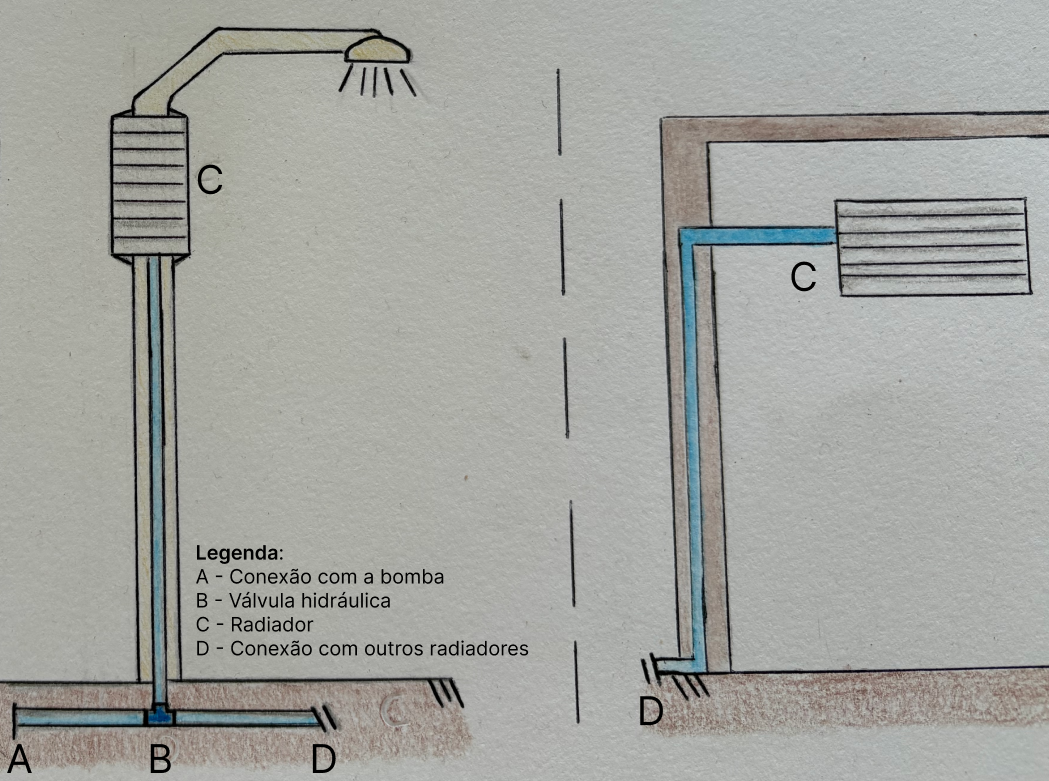 C
C
Legenda:
A - Conexão com a bomba
B - Válvula hidráulica
C - Radiador
D - Conexão com outros radiadores
D
A
B
D